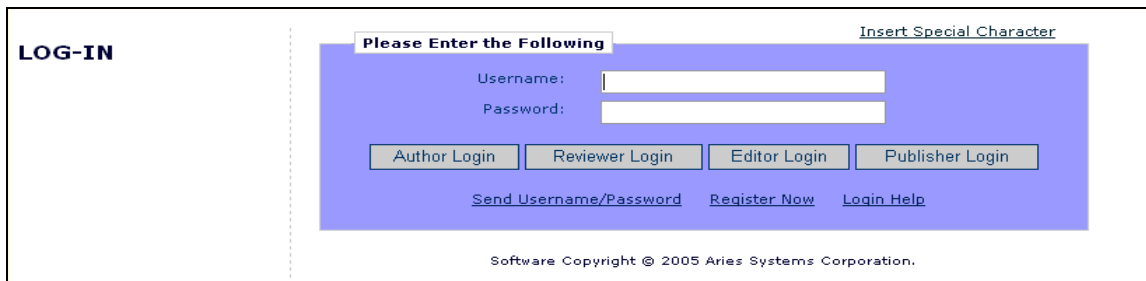 LOG-IN
Insert Special Character
Please Enter the Following
Username:
Password:
Author Login Reviewer Login Editor Login Publisher Login
Send Username/Password Register Now Login Help
Software Copyright © 2005 Aries Systems Corporation.